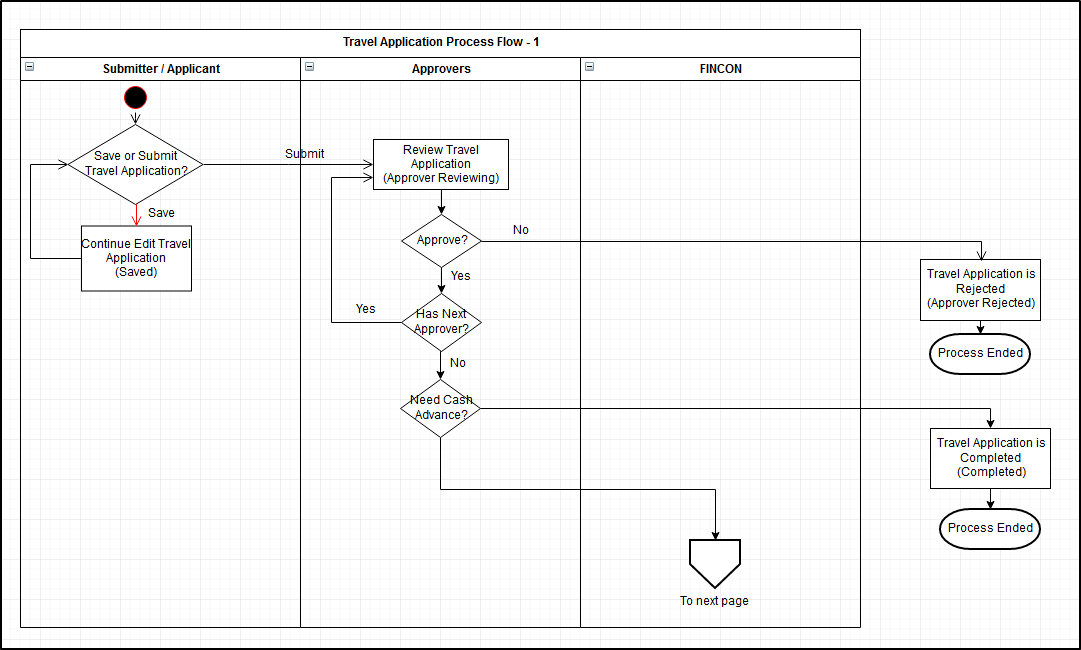 Travel Application Process Flow - 1
Submitter / Applicant
Approvers
FINCON
Save or Submit
Travel Application?
Submit
Save
Continue Edit Travel
Application
(Saved)
Review Travel
Application
(Approver Reviewing)
Approve?
No
Yes
Has Next
Approver?
Yes
No
Need Cash
Advance?
Travel Application is
Rejected
(Approver Rejected)
Process Ended
Travel Application is
Completed
(Completed)
Process Ended
To next page